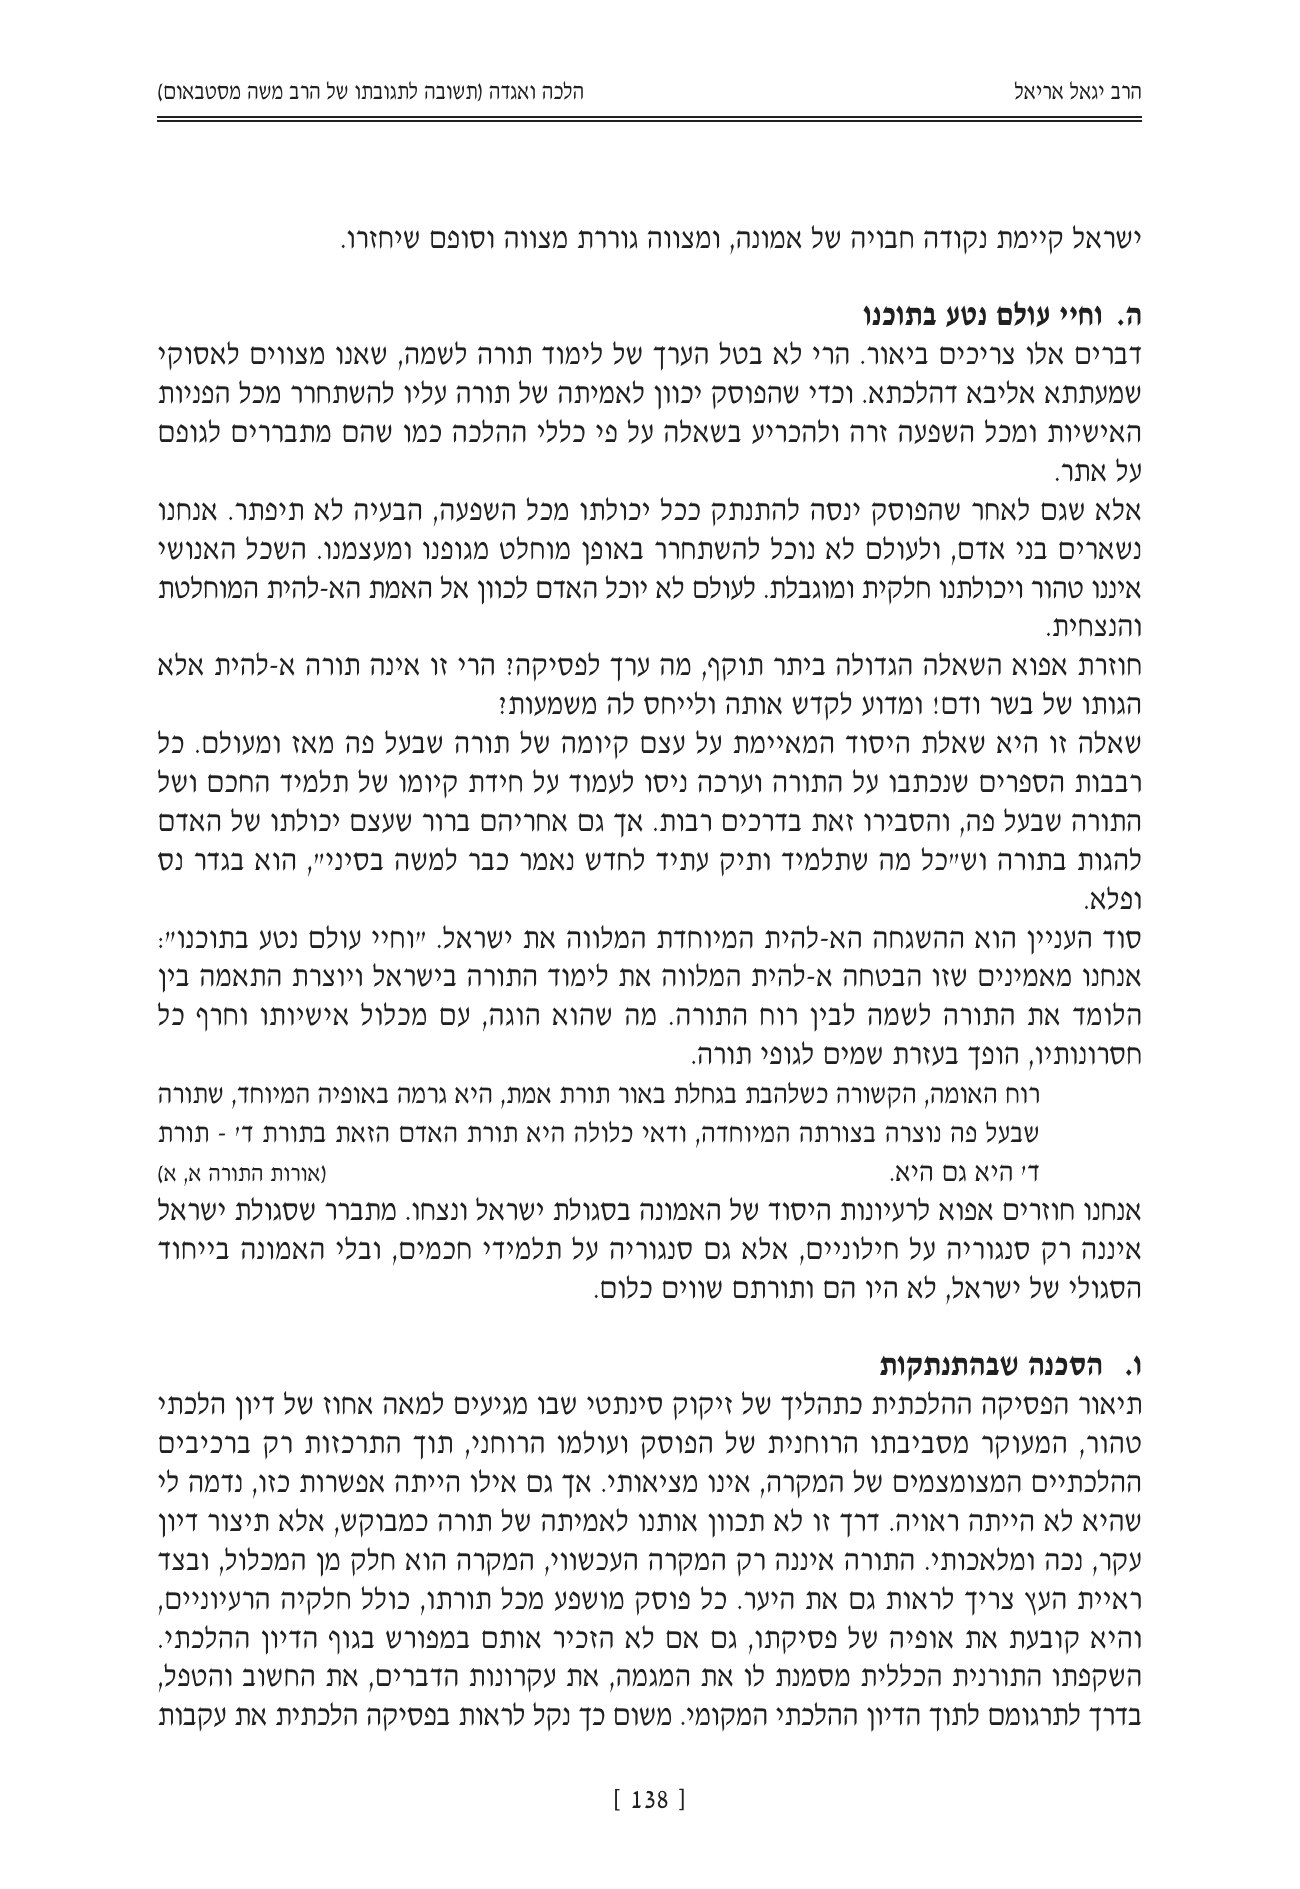 הרב יגאל אריאל
הלכה ואגדה (תשובה לתגובתו של הרב משה מסטבאום)
ישראל קיימת נקודה חבויה של אמונה, ומצווה גוררת מצווה וסופם שיחזרו.
ה. וחיי עולם נטע בתוכנו
דברים אלו צריכים ביאור. הרי לא בטל הערך של לימוד תורה לשמה, שאנו מצווים לאסוקי
שמעתתא אליבא דהלכתא. וכדי שהפוסק יכוון לאמיתה של תורה עליו להשתחרר מכל הפניות
האישיות ומכל השפעה זרה ולהכריע בשאלה על פי כללי ההלכה כמו שהם מתבררים לגופם
על אתר.
אלא שגם לאחר שהפוסק ינסה להתנתק ככל יכולתו מכל השפעה, הבעיה לא תיפתר. אנחנו
נשארים בני אדם, ולעולם לא נוכל להשתחרר באופן מוחלט מגופנו ומעצמנו. השכל האנושי
איננו טהור ויכולתנו חלקית ומוגבלת. לעולם לא יוכל האדם לכוון אל האמת הא-להית המוחלטת
והנצחית.
חוזרת אפוא השאלה הגדולה ביתר תוקף, מה ערך לפסיקה? הרי זו אינה תורה א-להית אלא
הגותו של בשר ודם! ומדוע לקדש אותה ולייחס לה משמעות?
שאלה זו היא שאלת היסוד המאיימת על עצם קיומה של תורה שבעל פה מאז ומעולם. כל
רבבות הספרים שנכתבו על התורה וערכה ניסו לעמוד על חידת קיומו של תלמיד החכם ושל
התורה שבעל פה, והסבירו זאת בדרכים רבות. אך גם אחריהם ברור שעצם יכולתו של האדם
להגות בתורה וש"כל מה שתלמיד ותיק עתיד לחדש נאמר כבר למשה בסיני", הוא בגדר נס
ופלא.
סוד העניין הוא ההשגחה הא-להית המיוחדת המלווה את ישראל. "וחיי עולם נטע בתוכנו":
אנחנו מאמינים שזו הבטחה א-להית המלווה את לימוד התורה בישראל ויוצרת התאמה בין
הלומד את התורה לשמה לבין רוח התורה. מה שהוא הוגה, עם מכלול אישיותו וחרף כל
חסרונותיו, הופך בעזרת שמים לגופי תורה.
רוח האומה, הקשורה כשלהבת בגחלת באור תורת אמת, היא גרמה באופיה המיוחד, שתורה
שבעל פה נוצרה בצורתה המיוחדה, ודאי כלולה היא תורת האדם הזאת בתורת ד' - תורת
ד' היא גם היא. (אורות התורה א, א)
אנחנו חוזרים אפוא לרעיונות היסוד של האמונה בסגולת ישראל ונצחו. מתברר שסגולת ישראל
איננה רק סנגוריה על חילוניים, אלא גם סנגוריה על תלמידי חכמים, ובלי האמונה בייחוד
הסגולי של ישראל, לא היו הם ותורתם שווים כלום.
ו. הסכנה שבהתנתקות
תיאור הפסיקה ההלכתית כתהליך של זיקוק סינתטי שבו מגיעים למאה אחוז של דיון הלכתי
טהור, המעוקר מסביבתו הרוחנית של הפוסק ועולמו הרוחני, תוך התרכזות רק ברכיבים
ההלכתיים המצומצמים של המקרה, אינו מציאותי. אך גם אילו הייתה אפשרות כזו, נדמה לי
שהיא לא הייתה ראויה. דרך זו לא תכוון אותנו לאמיתה של תורה כמבוקש, אלא תיצור דיון
עקר, נכה ומלאכותי. התורה איננה רק המקרה העכשווי, המקרה הוא חלק מן המכלול, ובצד
ראיית העץ צריך לראות גם את היער. כל פוסק מושפע מכל תורתו, כולל חלקיה הרעיוניים,
והיא קובעת את אופיה של פסיקתו, גם אם לא הזכיר אותם במפורש בגוף הדיון ההלכתי.
השקפתו התורנית הכללית מסמנת לו את המגמה, את עקרונות הדברים, את החשוב והטפל,
בדרך לתרגומם לתוך הדיון ההלכתי המקומי. משום כך נקל לראות בפסיקה הלכתית את עקבות
[ 138 ]